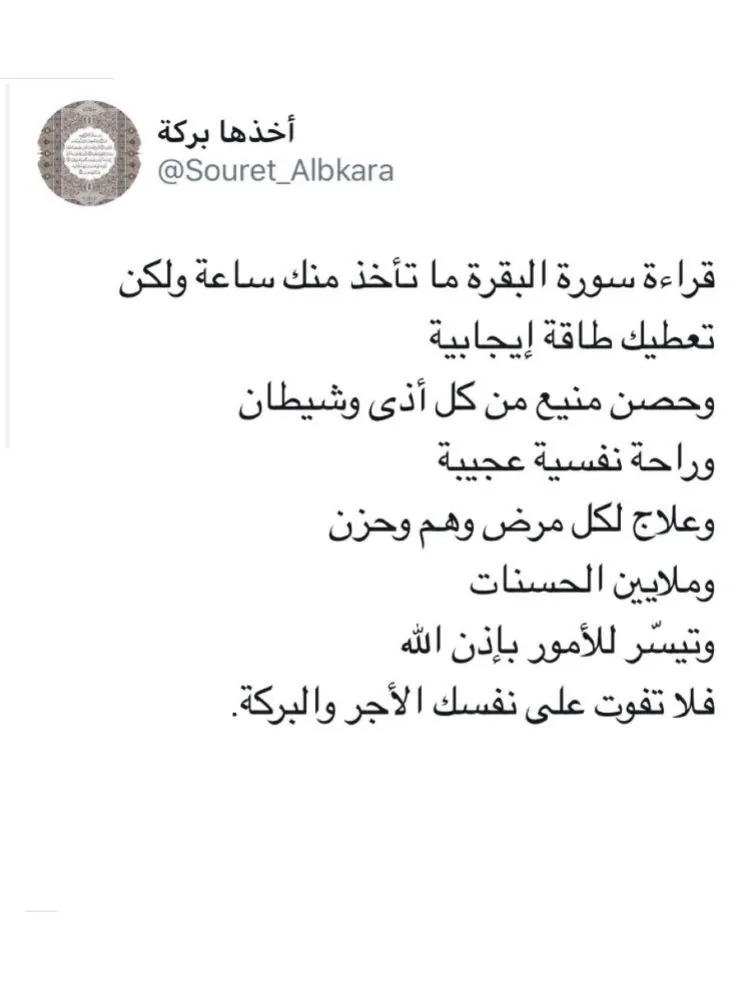 أخذها بركة
@Souret_Albkara
قراءة سورة البقرة ما تأخذ منك ساعة ولكن
تعطيك طاقة إيجابية
وحصن منيع من كل أذى وشيطان
وراحة نفسية عجيبة
وعلاج لكل مرض وهم وحزن
وملايين الحسنات
وتيسّر للأمور بإذن الله
فلا تفوت على نفسك الأجر والبركة.